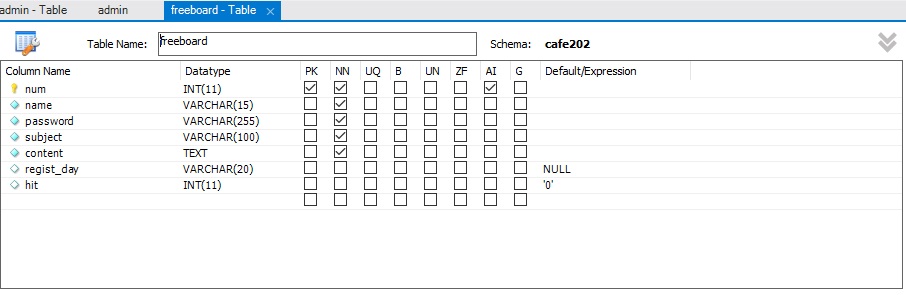 admin - Table admin freeboard - Table ×
Table Name: freeboard Schema: cafe202
Column Name Datatype PK NN UQ B UN ZF AI G Default/Expression
num INT(11)
name VARCHAR(15)
password VARCHAR(255)
subject VARCHAR(100)
content TEXT
regist_day VARCHAR(20) NULL
hit INT(11) '0'